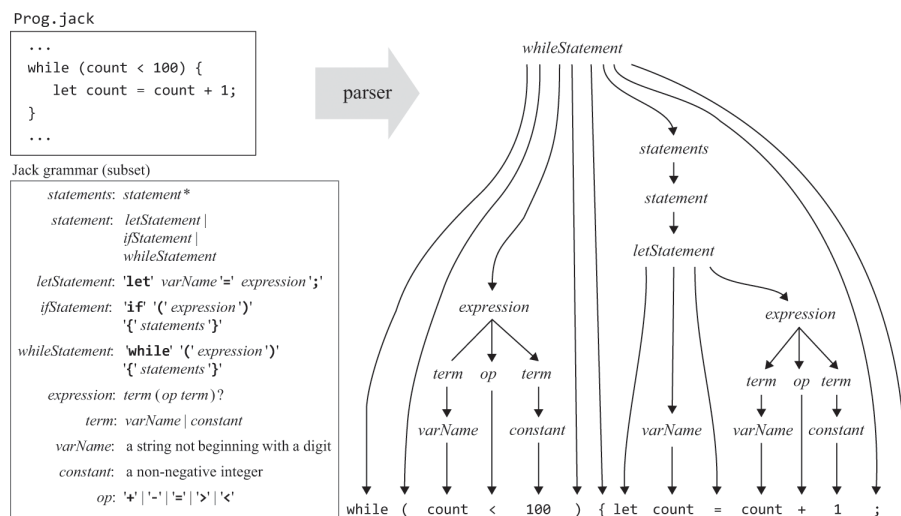 Prog.jack
...
while (count < 100) {
let count = count + 1;
}
...
Jack grammar (subset)
statements: statement*
statement: letStatement |
ifStatement |
whileStatement
letStatement: 'let' varName '=' expression ';'
ifStatement: 'if' '(' expression ')'
'{' statements '}'
whileStatement: 'while' '(' expression ')'
'{' statements '}'
expression: term (op term)?
term: varName | constant
varName: a string not beginning with a digit
constant: a non-negative integer
op: '+' | '-' | '=' | '>' | '<'
parser
whileStatement
statements
statement
letStatement
expression
expression
term op term
term op term
varName constant
varName
varName constant
while ( count < 100 ) { let count = count + 1 ;